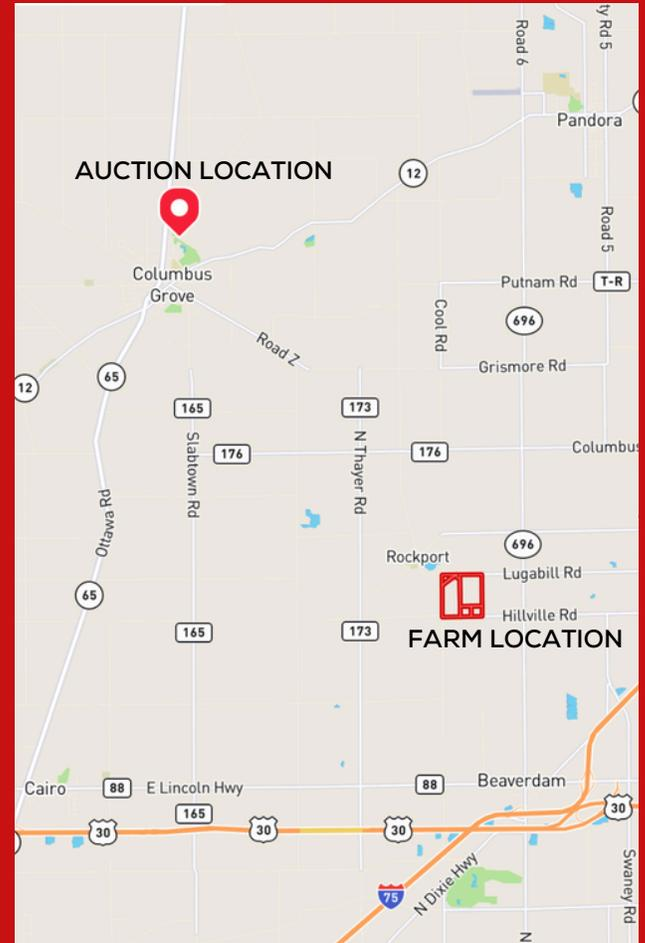 Road 6
ty Rd 5
Pandora
12
AUCTION LOCATION
Road 5
Columbus
Grove
Putnam Rd
T-R
Cool Rd
696
Road Z
Grismore Rd
65
12
165
173
Slabtown Rd
N Thayer Rd
176
176
Columbus
Ottawa Rd
696
Rockport
Lugabill Rd
65
Hillville Rd
165
173
FARM LOCATION
Cairo
88
E Lincoln Hwy
88
Beaverdam
165
30
30
30
30
75
N Dixie Hwy
Swaney Rd
N